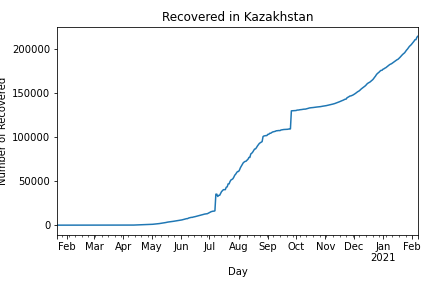 Recovered in Kazakhstan
Number of Recovered
200000
150000
100000
50000
0
Feb Mar Apr May Jun Jul Aug Sep Oct Nov Dec Jan Feb
2021
Day